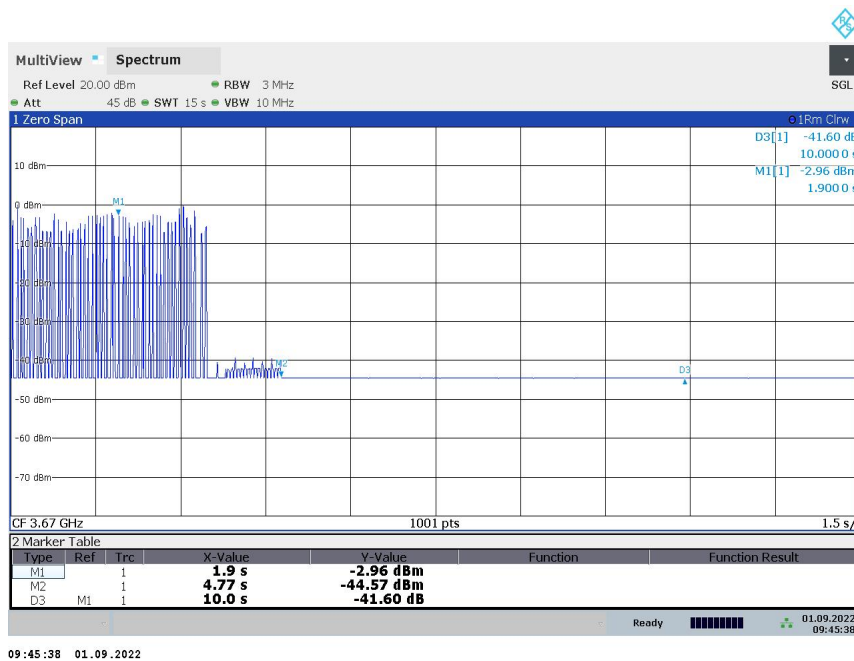 R&S
MultiView Spectrum
Ref Level 20.00 dBm RBW 3 MHz SGL
Att 45 dB SWT 15 s VBW 10 MHz
1 Zero Span 1Rm Clrw
D3[1] -41.60 dB
10.0000 s
10 dBm M1[1] -2.96 dBm
1.9000 s
0 dBm M1
-10 dBm
-20 dBm
-30 dBm
-40 dBm M2
D3
-50 dBm
-60 dBm
-70 dBm
CF 3.67 GHz 1001 pts 1.5 s/
2 Marker Table
Type Ref Trc X-Value Y-Value Function Function Result
M1 1 1.9 s -2.96 dBm
M2 1 4.77 s -44.57 dBm
D3 M1 1 10.0 s -41.60 dB
Ready 01.09.2022
09:45:38
09:45:38 01.09.2022